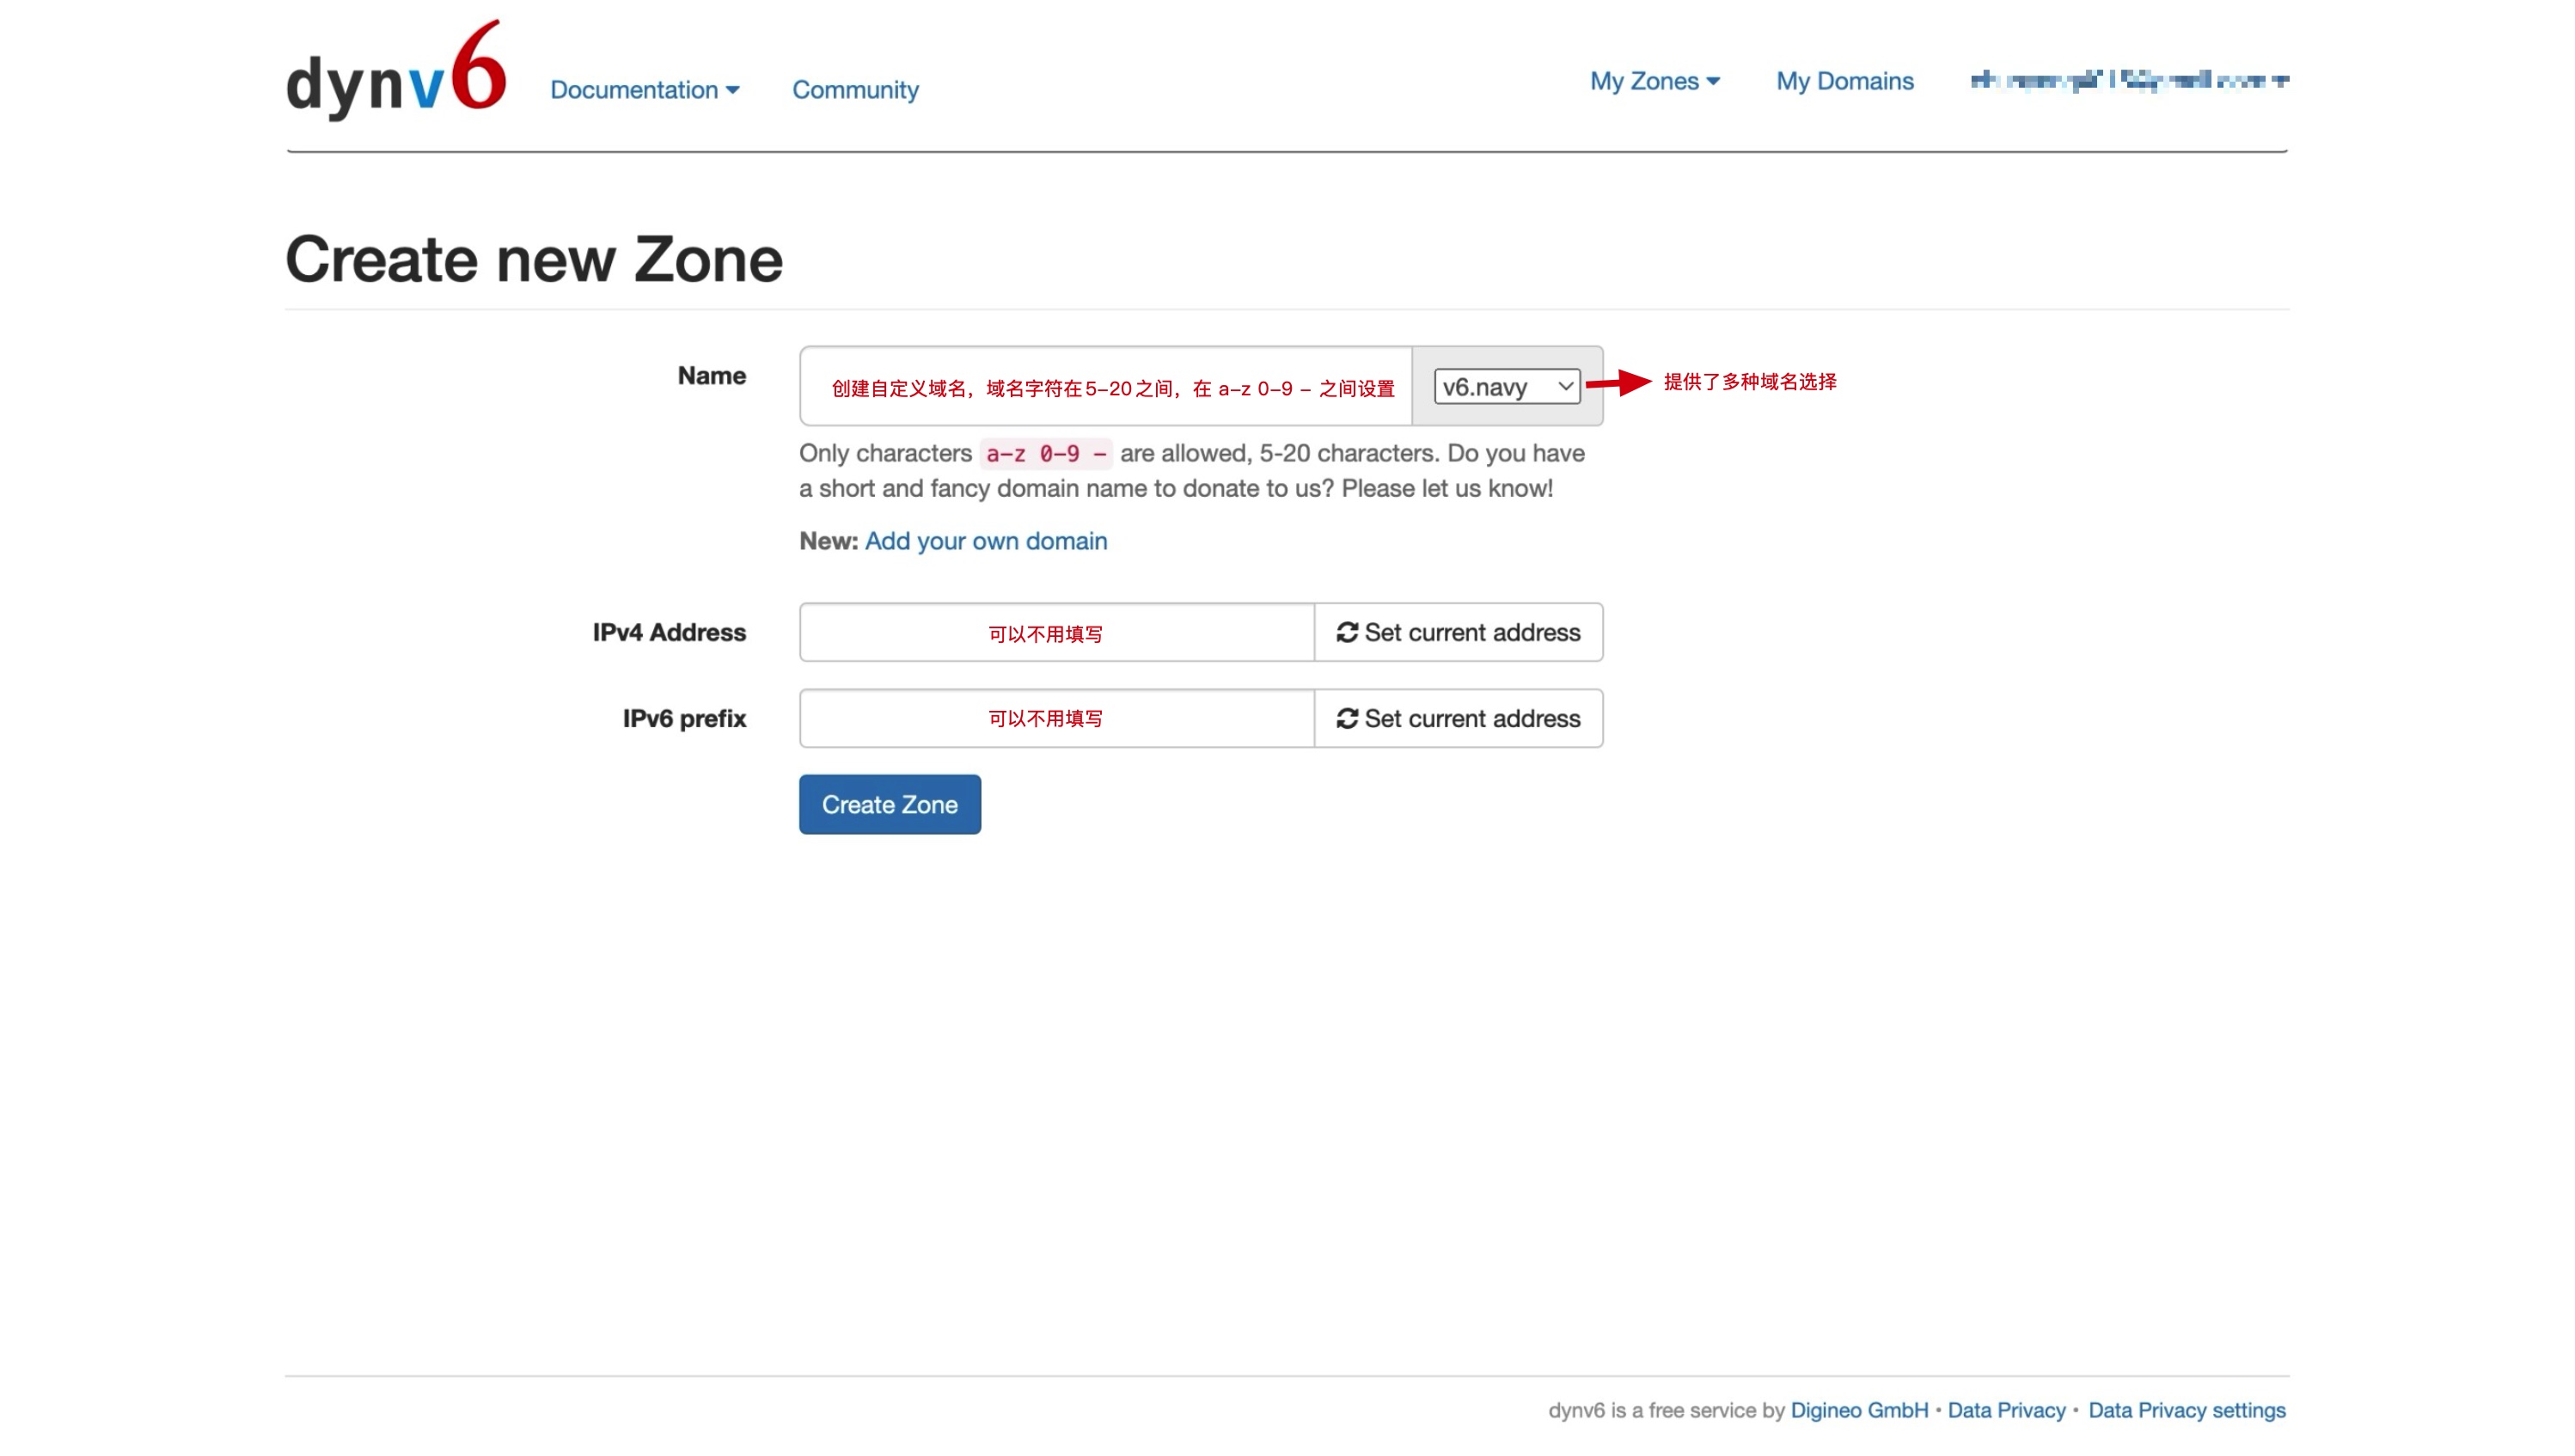 dynv6
Documentation
Community
My Zones
My Domains
Create new Zone
Name
创建自定义域名，域名字符在5-20之间，在 a-z 0-9 - 之间设置
v6.navy
提供了多种域名选择
Only characters a-z 0-9 - are allowed, 5-20 characters. Do you have
a short and fancy domain name to donate to us? Please let us know!
New: Add your own domain
IPv4 Address
可以不用填写
Set current address
IPv6 prefix
可以不用填写
Set current address
Create Zone
dynv6 is a free service by Digineo GmbH • Data Privacy • Data Privacy settings